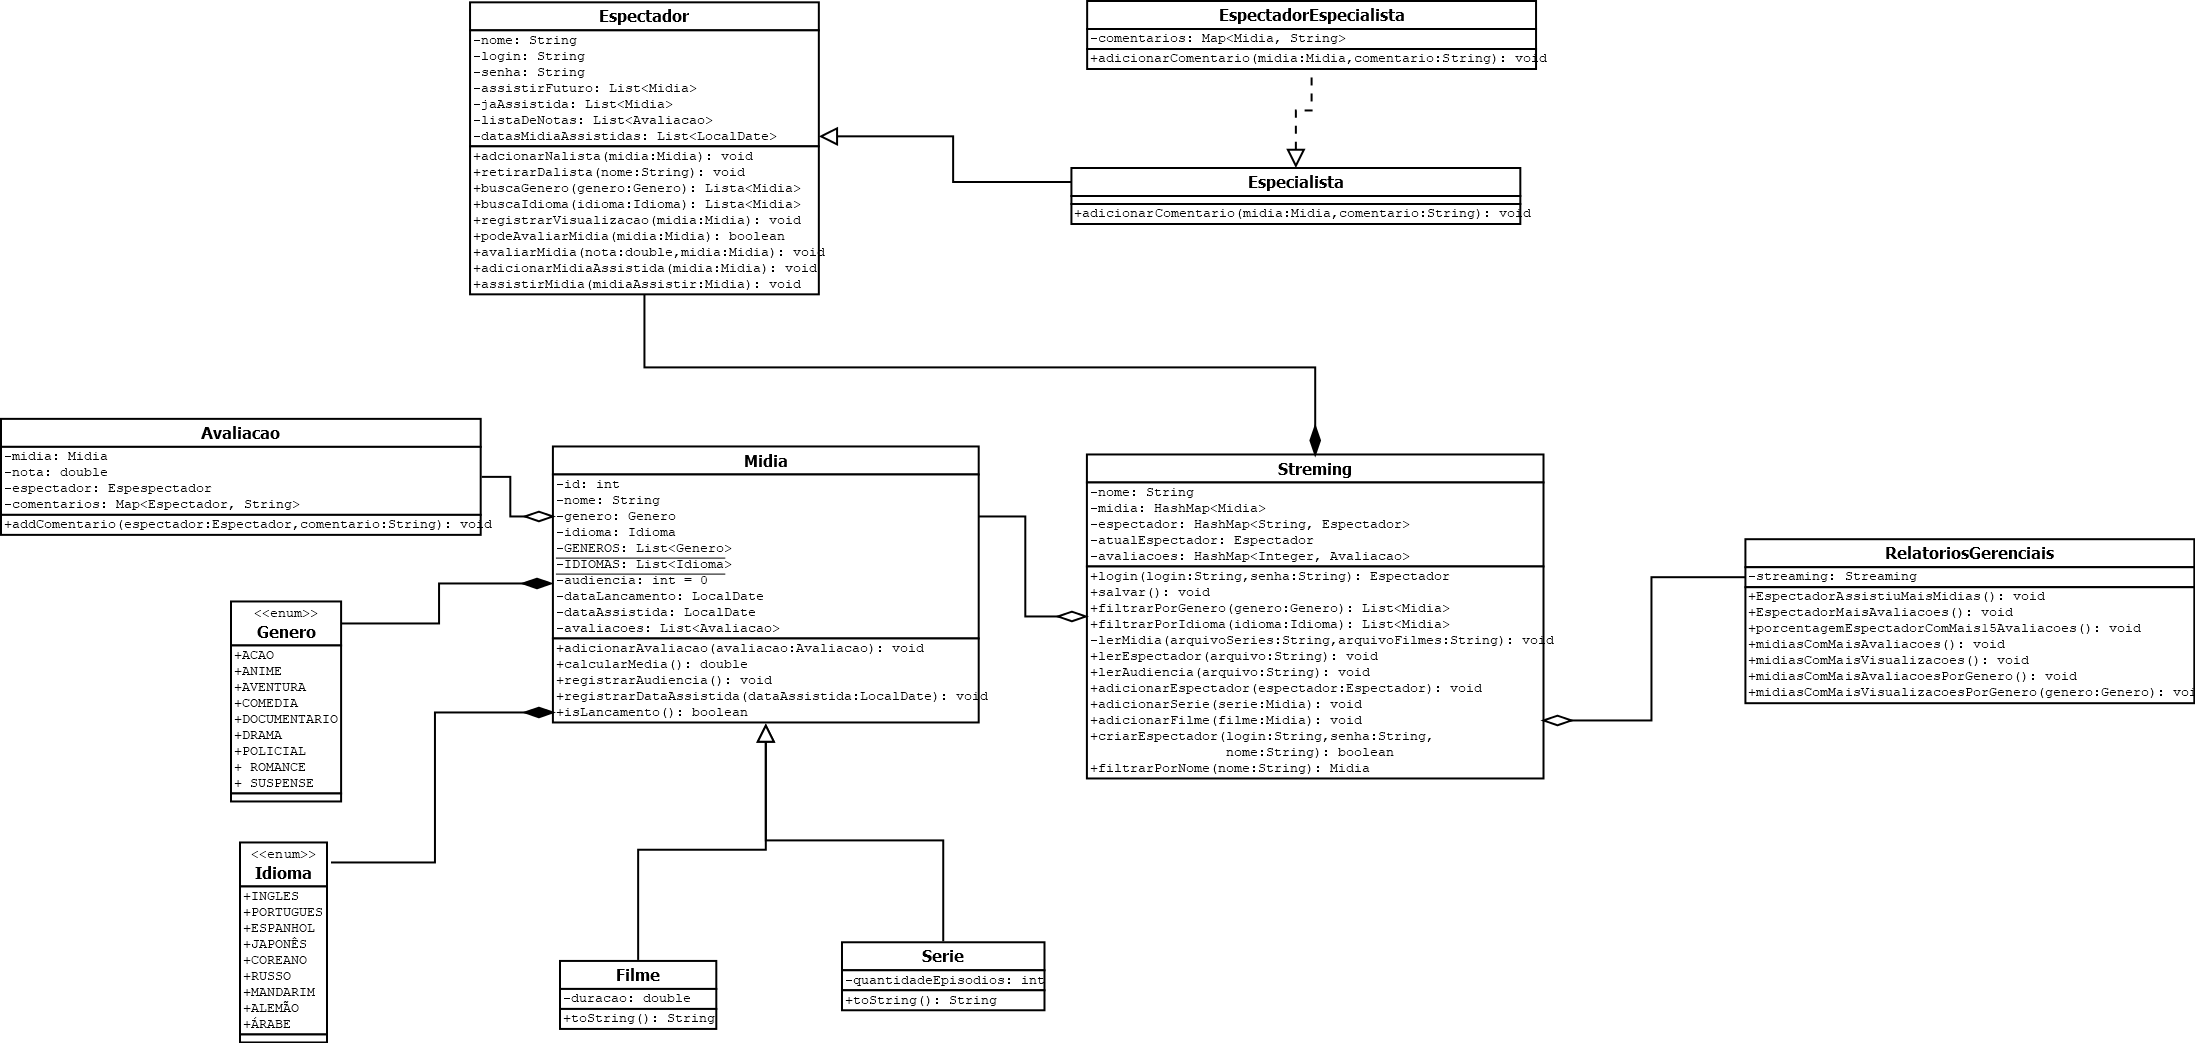 Espectador
-nome: String
-login: String
-senha: String
-assistirFuturo: List<Midia>
-jaAssistida: List<Midia>
-listaDeNotas: List<Avaliacao>
-datasMidiaAssistidas: List<LocalDate>
+adcionarNalista(midia:Midia): void
+retirarDalista(nome:String): void
+buscaGenero(genero:Genero): Lista<Midia>
+buscaIdioma(idioma:Idioma): Lista<Midia>
+registrarVisualizacao(midia:Midia): void
+podeAvaliarMidia(midia:Midia): boolean
+avaliarMidia(nota:double,midia:Midia): void
+adicionarMidiaAssistida(midia:Midia): void
+assistirMidia(midiaAssistir:Midia): void
EspectadorEspecialista
-comentarios: Map<Midia, String>
+adicionarComentario(midia:Midia,comentario:String): void
Especialista
+adicionarComentario(midia:Midia,comentario:String): void
Avaliacao
-midia: Midia
-nota: double
-espectador: Espespectador
-comentarios: Map<Espectador, String>
+addComentario(espectador:Espectador,comentario:String): void
Midia
-id: int
-nome: String
-genero: Genero
-idioma: Idioma
-GENEROS: List<Genero>
-IDIOMAS: List<Idioma>
-audiencia: int = 0
-dataLancamento: LocalDate
-dataAssistida: LocalDate
-avaliacoes: List<Avaliacao>
+adicionarAvaliacao(avaliacao:Avaliacao): void
+calcularMedia(): double
+registrarAudiencia(): void
+registrarDataAssistida(dataAssistida:LocalDate): void
+isLancamento(): boolean
Streming
-nome: String
-midia: HashMap<Midia>
-espectador: HashMap<String, Espectador>
-atualEspectador: Espectador
-avaliacoes: HashMap<Integer, Avaliacao>
+login(login:String,senha:String): Espectador
+salvar(): void
+filtrarPorGenero(genero:Genero): List<Midia>
+filtrarPorIdioma(idioma:Idioma): List<Midia>
-lerMidia(arquivoSeries:String,arquivoFilmes:String): void
+lerEspectador(arquivo:String): void
+lerAudiencia(arquivo:String): void
+adicionarEspectador(espectador:Espectador): void
+adicionarSerie(serie:Midia): void
+adicionarFilme(filme:Midia): void
+criarEspectador(login:String,senha:String,
nome:String): boolean
+filtrarPorNome(nome:String): Midia
RelatoriosGerenciais
-streaming: Streaming
+EspectadorAssistiuMaisMidias(): void
+EspectadorMaisAvaliacoes(): void
+porcentagemEspectadorComMais15Avaliacoes(): void
+midiasComMaisAvaliacoes(): void
+midiasComMaisVisualizacoes(): void
+midiasComMaisAvaliacoesPorGenero(): void
+midiasComMaisVisualizacoesPorGenero(genero:Genero): voi
<<enum>>
Genero
+ACAO
+ANIME
+AVENTURA
+COMEDIA
+DOCUMENTARIO
+DRAMA
+POLICIAL
+ ROMANCE
+ SUSPENSE
<<enum>>
Idioma
+INGLES
+PORTUGUES
+ESPANHOL
+JAPONÊS
+COREANO
+RUSSO
+MANDARIM
+ALEMÃO
+ÁRABE
Filme
-duracao: double
+toString(): String
Serie
-quantidadeEpisodios: int
+toString(): String